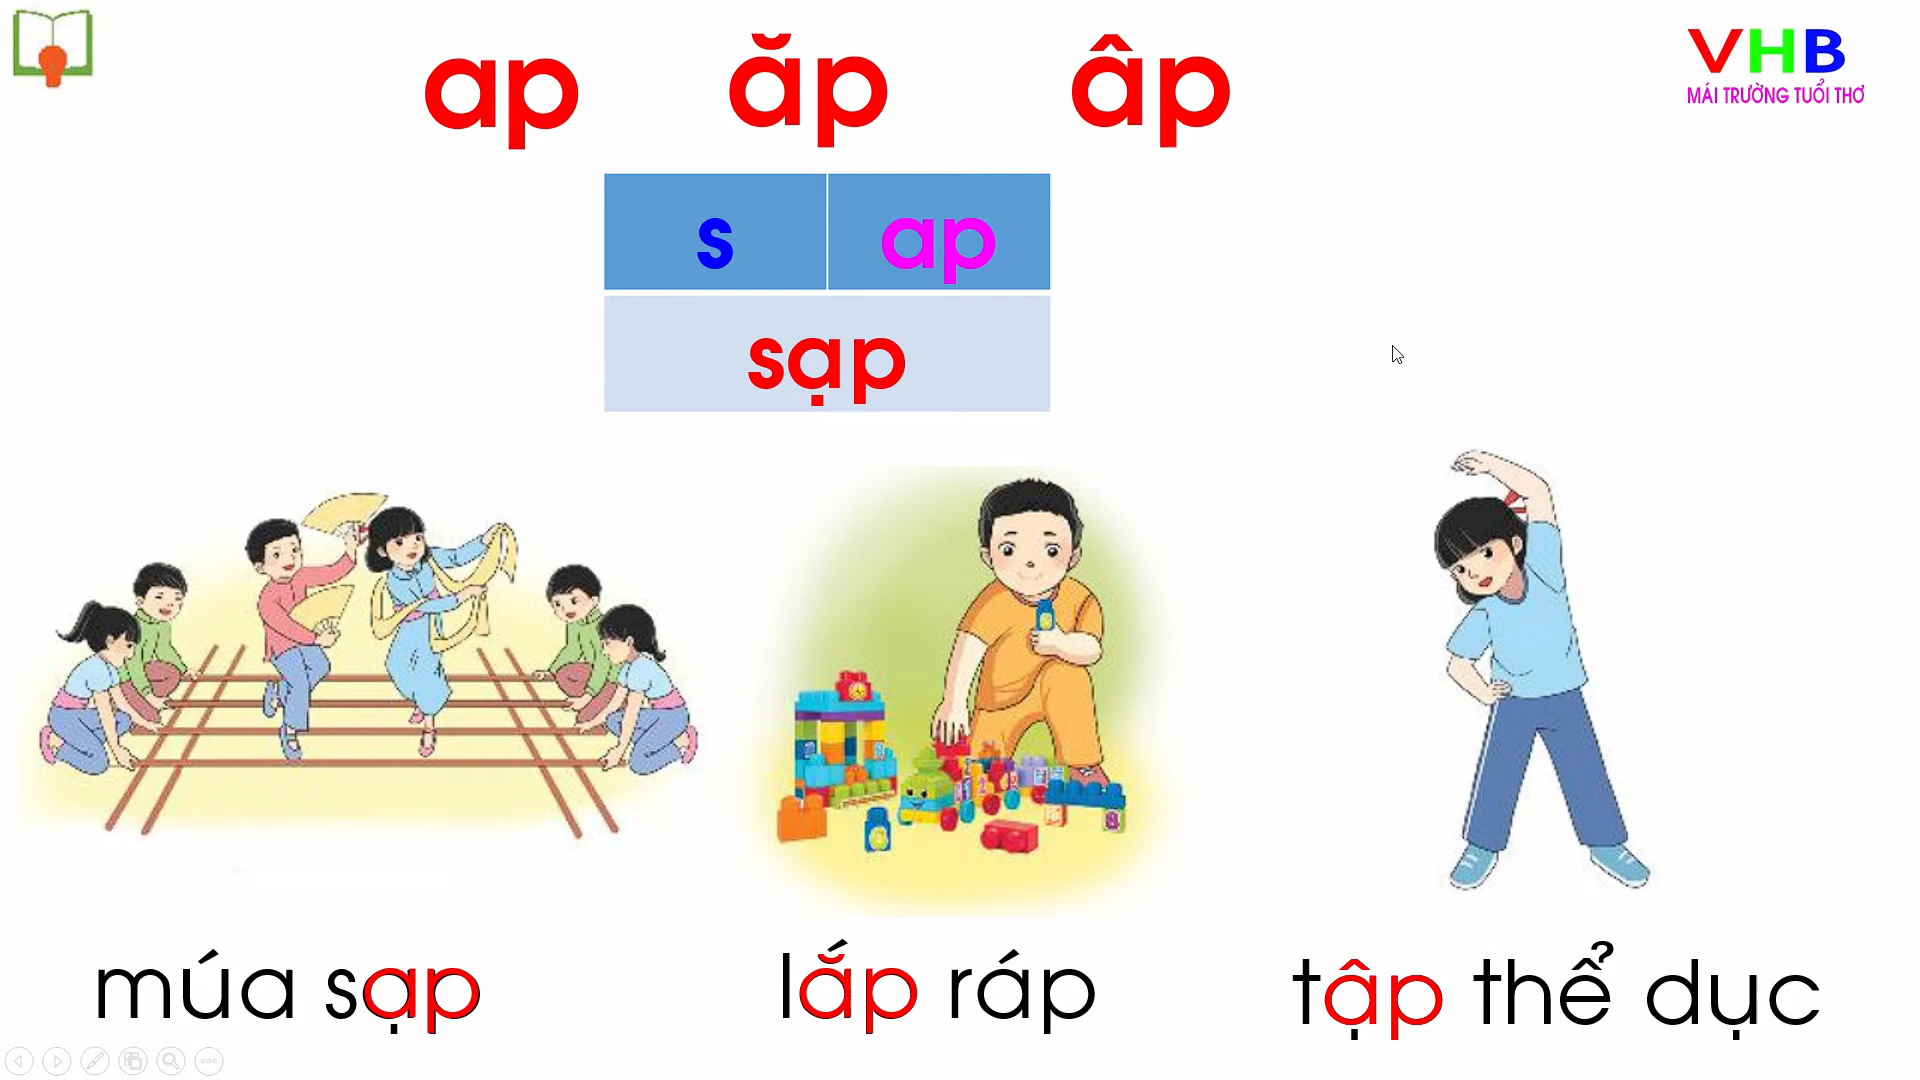 ap ăp âp
VHB
MÁI TRƯỜNG TUỔI THƠ
s ap
sạp
múa sạp
lắp ráp
tập thể dục